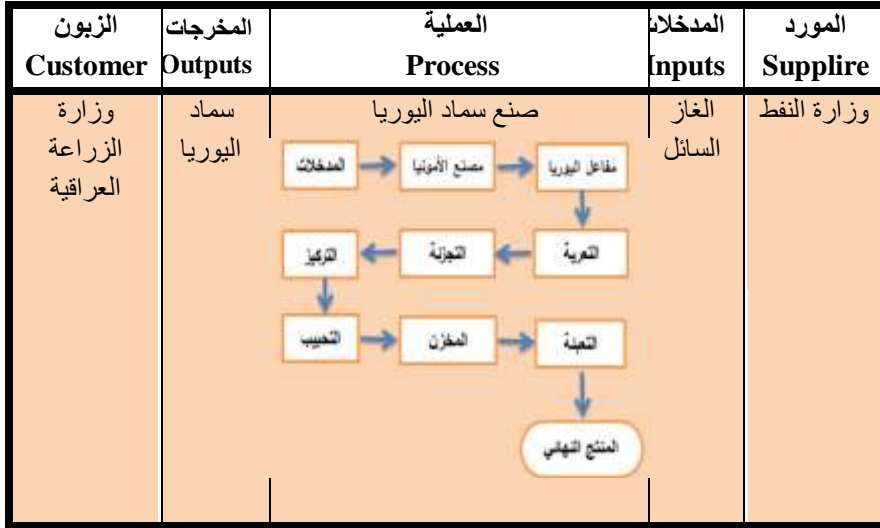 المورد
Supplire
المدخلات
Inputs
العملية
Process
المخرجات
Outputs
الزبون
Customer
وزارة النفط
الغاز
السائل
صنع سماد اليوريا
المدخلات
مصنع الأمونيا
مفاعل اليوريا
التعرية
التجزئة
التركيز
التحبيب
المخزن
التعبئة
المنتج النهائي
سماد
اليوريا
وزارة
الزراعة
العراقية